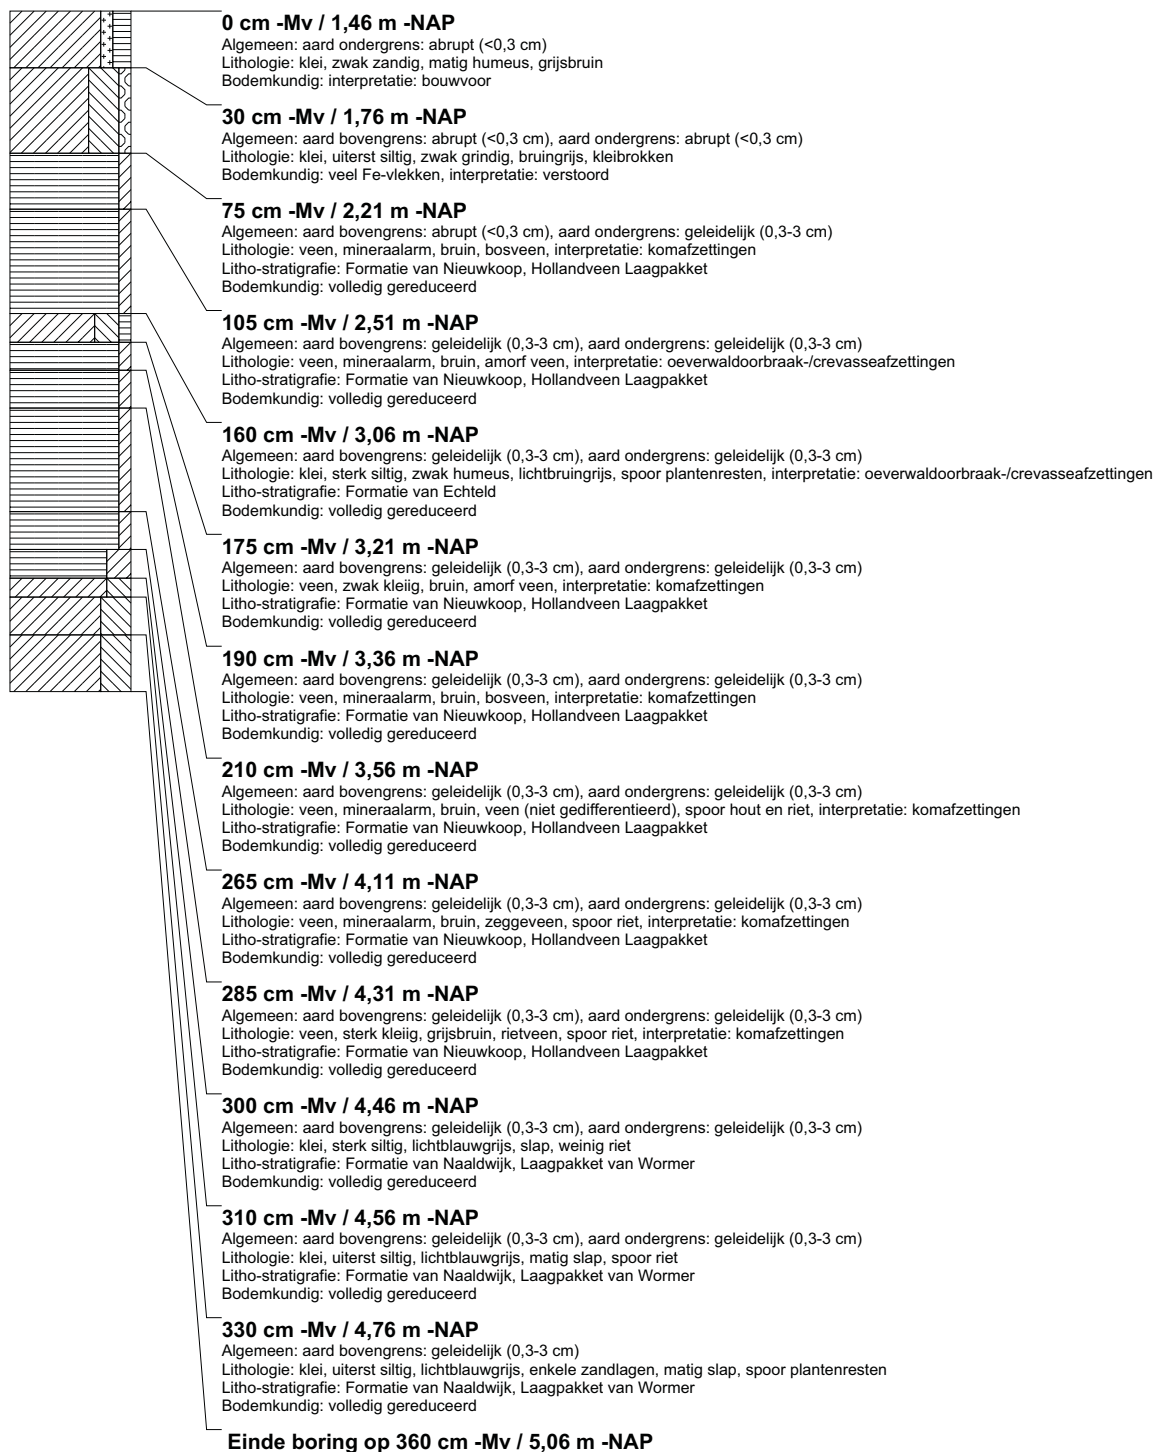 0 cm -Mv / 1,46 m -NAP
Algemeen: aard ondergrens: abrupt (<0,3 cm)
Lithologie: klei, zwak zandig, matig humeus, grijsbruin
Bodemkundig: interpretatie: bouwvoor
30 cm -Mv / 1,76 m -NAP
Algemeen: aard bovengrens: abrupt (<0,3 cm), aard ondergrens: abrupt (<0,3 cm)
Lithologie: klei, uiterst siltig, zwak grindig, bruingrijs, kleibrokken
Bodemkundig: veel Fe-vlekken, interpretatie: verstoord
75 cm -Mv / 2,21 m -NAP
Algemeen: aard bovengrens: abrupt (<0,3 cm), aard ondergrens: geleidelijk (0,3-3 cm)
Lithologie: veen, mineraalarm, bruin, bosveen, interpretatie: komafzettingen
Litho-stratigrafie: Formatie van Nieuwkoop, Hollandveen Laagpakket
Bodemkundig: volledig gereduceerd
105 cm -Mv / 2,51 m -NAP
Algemeen: aard bovengrens: geleidelijk (0,3-3 cm), aard ondergrens: geleidelijk (0,3-3 cm)
Lithologie: veen, mineraalarm, bruin, amorf veen, interpretatie: oeverwaldoorbraak-/crevasseafzettingen
Litho-stratigrafie: Formatie van Nieuwkoop, Hollandveen Laagpakket
Bodemkundig: volledig gereduceerd
160 cm -Mv / 3,06 m -NAP
Algemeen: aard bovengrens: geleidelijk (0,3-3 cm), aard ondergrens: geleidelijk (0,3-3 cm)
Lithologie: klei, sterk siltig, zwak humeus, lichtbruingrijs, spoor plantenresten, interpretatie: oeverwaldoorbraak-/crevasseafzettingen
Litho-stratigrafie: Formatie van Echteld
Bodemkundig: volledig gereduceerd
175 cm -Mv / 3,21 m -NAP
Algemeen: aard bovengrens: geleidelijk (0,3-3 cm), aard ondergrens: geleidelijk (0,3-3 cm)
Lithologie: veen, zwak kleiig, bruin, amorf veen, interpretatie: komafzettingen
Litho-stratigrafie: Formatie van Nieuwkoop, Hollandveen Laagpakket
Bodemkundig: volledig gereduceerd
190 cm -Mv / 3,36 m -NAP
Algemeen: aard bovengrens: geleidelijk (0,3-3 cm), aard ondergrens: geleidelijk (0,3-3 cm)
Lithologie: veen, mineraalarm, bruin, bosveen, interpretatie: komafzettingen
Litho-stratigrafie: Formatie van Nieuwkoop, Hollandveen Laagpakket
Bodemkundig: volledig gereduceerd
210 cm -Mv / 3,56 m -NAP
Algemeen: aard bovengrens: geleidelijk (0,3-3 cm), aard ondergrens: geleidelijk (0,3-3 cm)
Lithologie: veen, mineraalarm, bruin, veen (niet gedifferentieerd), spoor hout en riet, interpretatie: komafzettingen
Litho-stratigrafie: Formatie van Nieuwkoop, Hollandveen Laagpakket
Bodemkundig: volledig gereduceerd
265 cm -Mv / 4,11 m -NAP
Algemeen: aard bovengrens: geleidelijk (0,3-3 cm), aard ondergrens: geleidelijk (0,3-3 cm)
Lithologie: veen, mineraalarm, bruin, zeggeveen, spoor riet, interpretatie: komafzettingen
Litho-stratigrafie: Formatie van Nieuwkoop, Hollandveen Laagpakket
Bodemkundig: volledig gereduceerd
285 cm -Mv / 4,31 m -NAP
Algemeen: aard bovengrens: geleidelijk (0,3-3 cm), aard ondergrens: geleidelijk (0,3-3 cm)
Lithologie: veen, sterk kleiig, grijsbruin, rietveen, spoor riet, interpretatie: komafzettingen
Litho-stratigrafie: Formatie van Nieuwkoop, Hollandveen Laagpakket
Bodemkundig: volledig gereduceerd
300 cm -Mv / 4,46 m -NAP
Algemeen: aard bovengrens: geleidelijk (0,3-3 cm), aard ondergrens: geleidelijk (0,3-3 cm)
Lithologie: klei, sterk siltig, lichtblauwgrijs, slap, weinig riet
Litho-stratigrafie: Formatie van Naaldwijk, Laagpakket van Wormer
Bodemkundig: volledig gereduceerd
310 cm -Mv / 4,56 m -NAP
Algemeen: aard bovengrens: geleidelijk (0,3-3 cm), aard ondergrens: geleidelijk (0,3-3 cm)
Lithologie: klei, uiterst siltig, lichtblauwgrijs, matig slap, spoor riet
Litho-stratigrafie: Formatie van Naaldwijk, Laagpakket van Wormer
Bodemkundig: volledig gereduceerd
330 cm -Mv / 4,76 m -NAP
Algemeen: aard bovengrens: geleidelijk (0,3-3 cm)
Lithologie: klei, uiterst siltig, lichtblauwgrijs, enkele zandlagen, matig slap, spoor plantenresten
Litho-stratigrafie: Formatie van Naaldwijk, Laagpakket van Wormer
Bodemkundig: volledig gereduceerd
Einde boring op 360 cm -Mv / 5,06 m -NAP